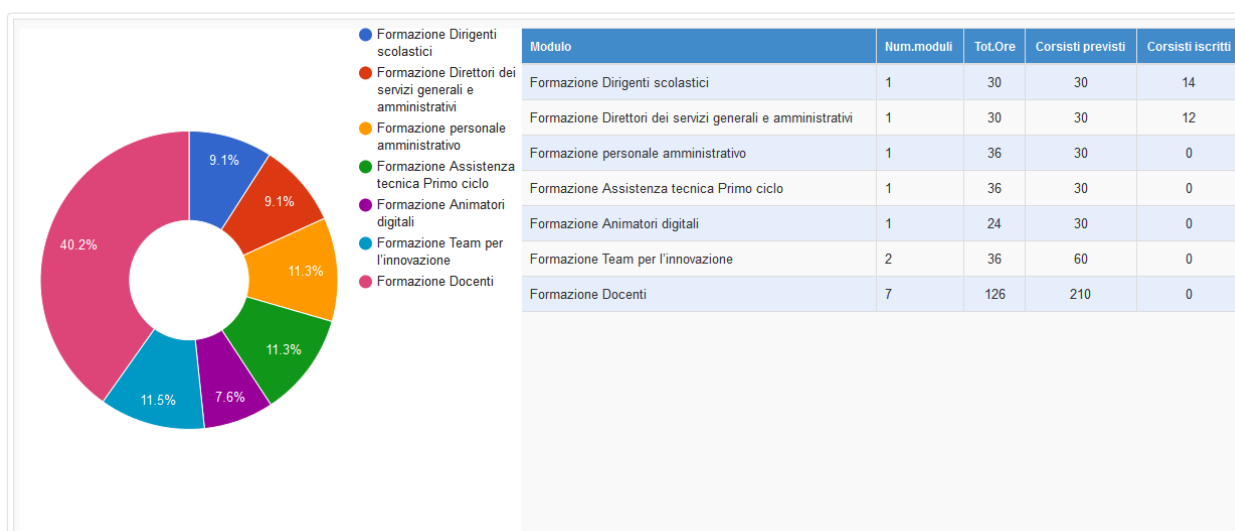 Formazione Dirigenti
scolastici
Formazione Direttori dei
servizi generali e
amministrativi
Formazione personale
amministrativo
Formazione Assistenza
tecnica Primo ciclo
Formazione Animatori
digitali
Formazione Team per
l'innovazione
Formazione Docenti
9.1%
9.1%
11.3%
11.3%
7.6%
11.5%
40.2%
Modulo Num.moduli Tot.Ore Corsisti previsti Corsisti iscritti
Formazione Dirigenti scolastici 1 30 30 14
Formazione Direttori dei servizi generali e amministrativi 1 30 30 12
Formazione personale amministrativo 1 36 30 0
Formazione Assistenza tecnica Primo ciclo 1 36 30 0
Formazione Animatori digitali 1 24 30 0
Formazione Team per l'innovazione 2 36 60 0
Formazione Docenti 7 126 210 0